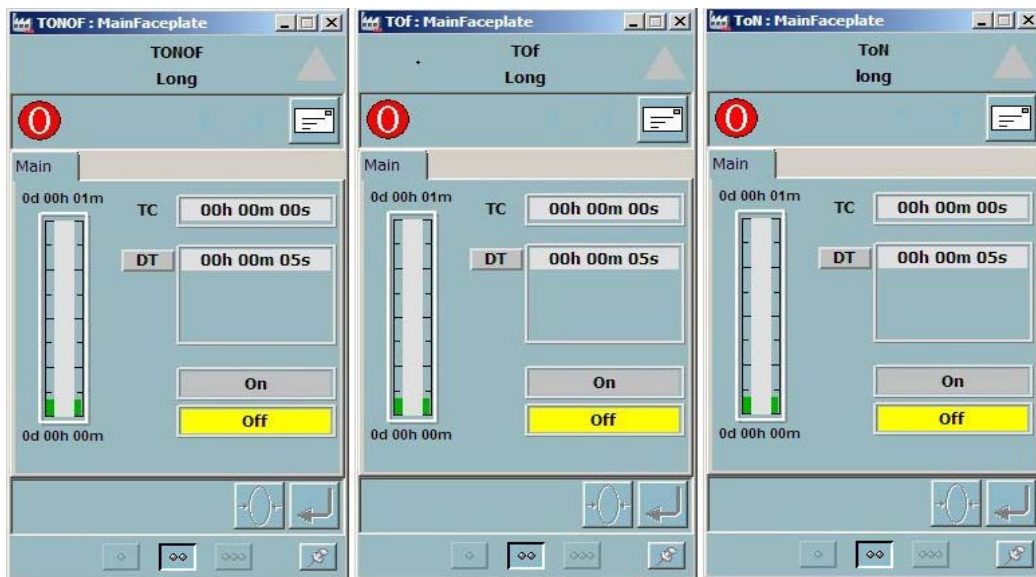 TONOF : MainFaceplate
TONOF
Long
O
Main
0d 00h 01m
TC 00h 00m 00s
DT 00h 00m 05s
On
Off
0d 00h 00m
TOf : MainFaceplate
TOf
Long
O
Main
0d 00h 01m
TC 00h 00m 00s
DT 00h 00m 05s
On
Off
0d 00h 00m
ToN : MainFaceplate
ToN
long
O
Main
0d 00h 01m
TC 00h 00m 00s
DT 00h 00m 05s
On
Off
0d 00h 00m